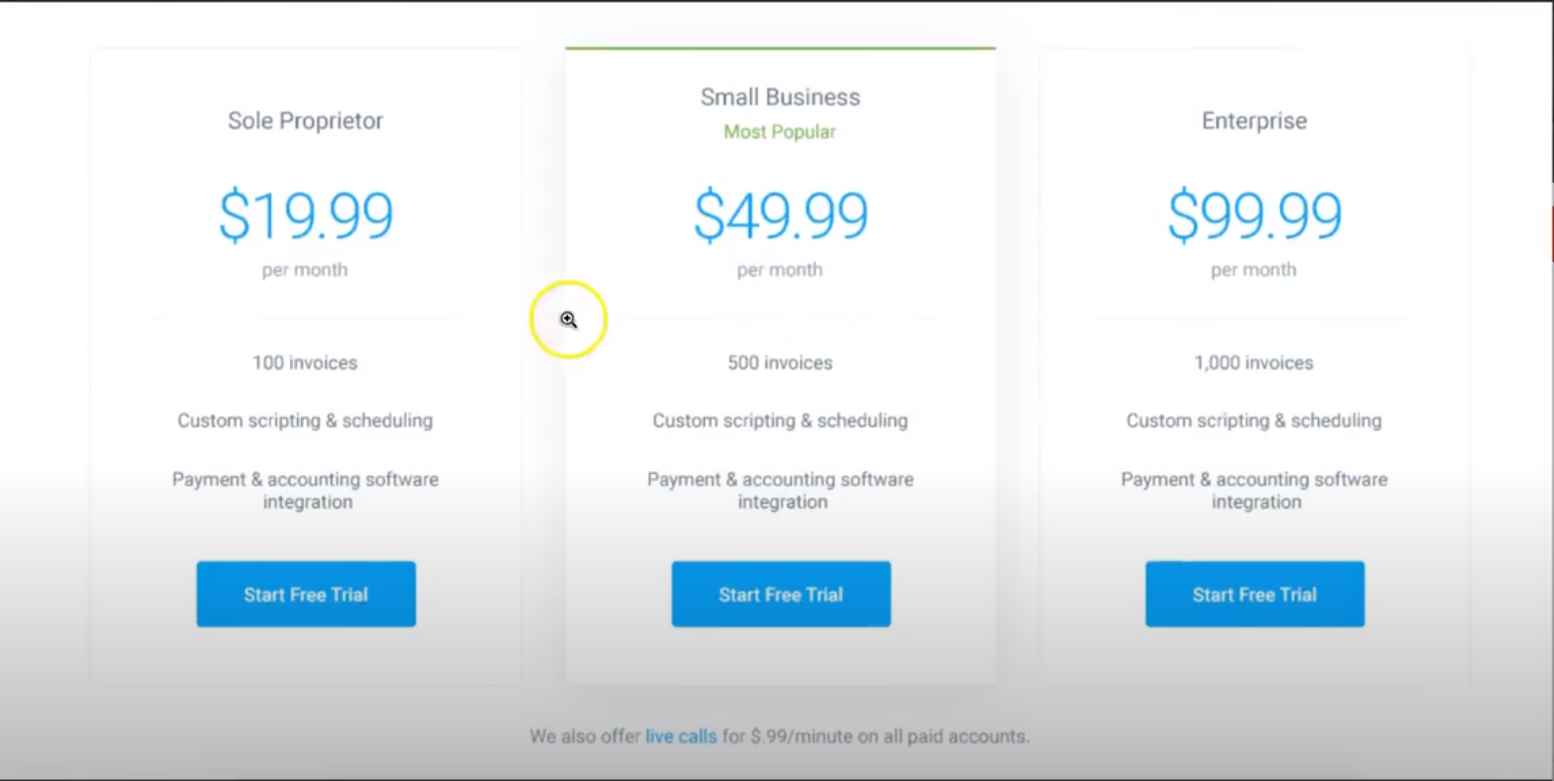 Sole Proprietor
$19.99
per month
100 invoices
Custom scripting & scheduling
Payment & accounting software
integration
Start Free Trial
Small Business
Most Popular
$49.99
per month
500 invoices
Custom scripting & scheduling
Payment & accounting software
integration
Start Free Trial
Enterprise
$99.99
per month
1,000 invoices
Custom scripting & scheduling
Payment & accounting software
integration
Start Free Trial
We also offer live calls for $.99/minute on all paid accounts.